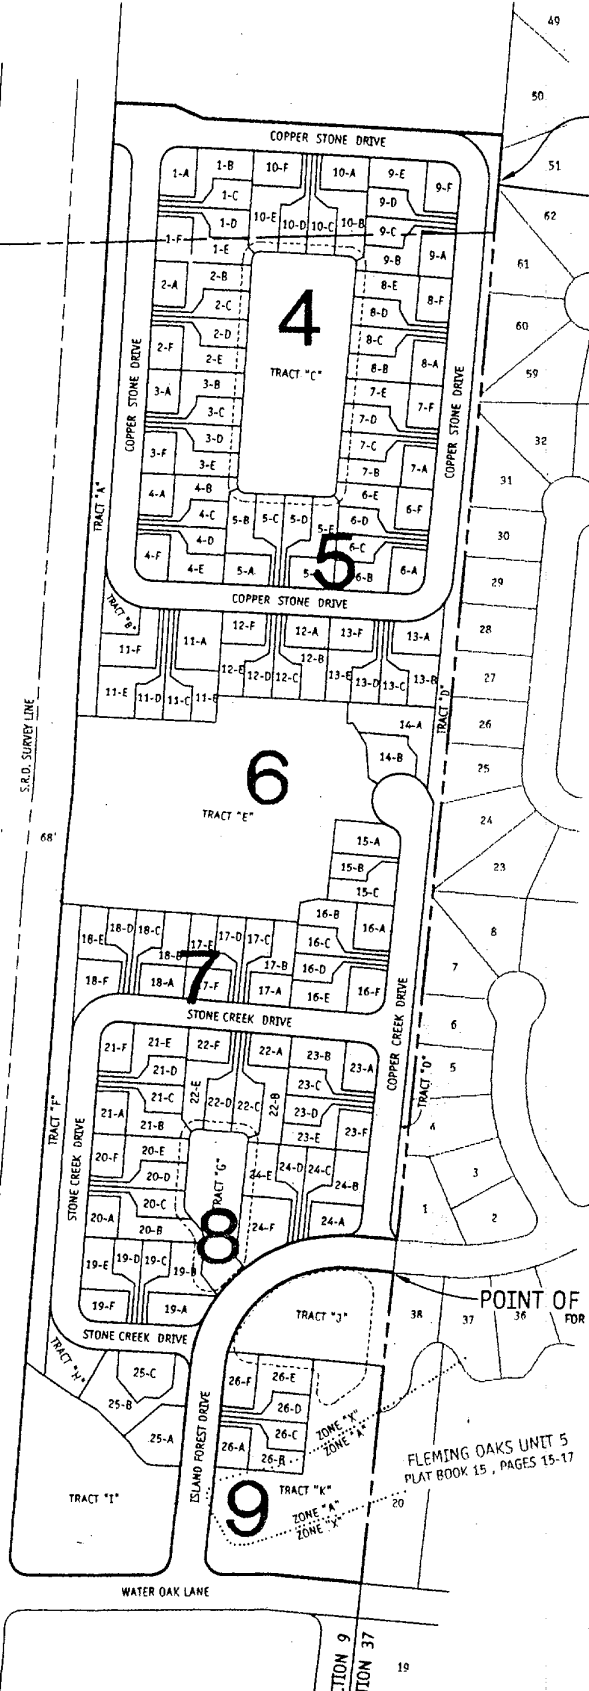 49
50
COPPER STONE DRIVE
51
1-A
1-B
10-F
10-A
9-E
9-F
1-C
9-D
62
1-D
10-E
10-D
10-C
10-B
9-C
1-F
1-E
9-B
9-A
61
2-A
2-B
8-E
8-F
2-C
8-D
4
60
2-D
8-C
2-F
2-E
8-B
8-A
TRACT "C"
59
COPPER STONE DRIVE
3-A
3-B
7-E
7-F
COPPER STONE DRIVE
3-C
7-D
3-D
7-C
32
3-F
3-E
7-B
7-A
31
4-A
4-B
6-E
6-F
TRACT "A"
4-C
5-B
5-C
5-D
5-E
6-D
30
4-D
6-C
5
4-F
4-E
5-A
6-B
6-A
29
COPPER STONE DRIVE
TRACT "B"
12-F
12-A
13-F
13-A
28
11-F
11-A
12-E
12-D
12-C
12-B
13-E
13-D
13-C
13-B
27
11-E
11-D
11-C
11-B
TRACT "D"
14-A
26
14-B
25
S.R.D. SURVEY LINE
6
TRACT "E"
24
68'
15-A
15-B
23
15-C
16-B
16-A
18-E
18-D
18-C
18-B
17-E
17-D
17-C
17-B
16-C
8
16-D
7
7
18-F
18-A
17-F
17-A
16-E
16-F
STONE CREEK DRIVE
6
COPPER CREEK DRIVE
21-F
21-E
22-F
22-A
23-B
23-A
5
21-D
23-C
TRACT "D"
21-C
22-E
22-D
22-C
22-B
23-D
21-A
21-B
23-E
23-F
4
TRACT "F"
20-F
20-E
24-E
24-D
24-C
24-B
3
20-D
TRACT "G"
STONE CREEK DRIVE
20-C
20-A
20-B
8
24-F
24-A
1
2
19-E
19-D
19-C
19-B
19-F
19-A
POINT OF
FOR
TRACT "J"
38
37
36
STONE CREEK DRIVE
TRACT "H"
25-C
26-F
26-E
25-B
26-D
25-A
26-C
ZONE "X"
ZONE "A"
26-A
26-B
ISLAND FOREST DRIVE
FLEMING OAKS UNIT 5
PLAT BOOK 15, PAGES 15-17
TRACT "I"
9
TRACT "K"
20
ZONE "A"
ZONE "X"
WATER OAK LANE
TION 9
TION 37
19